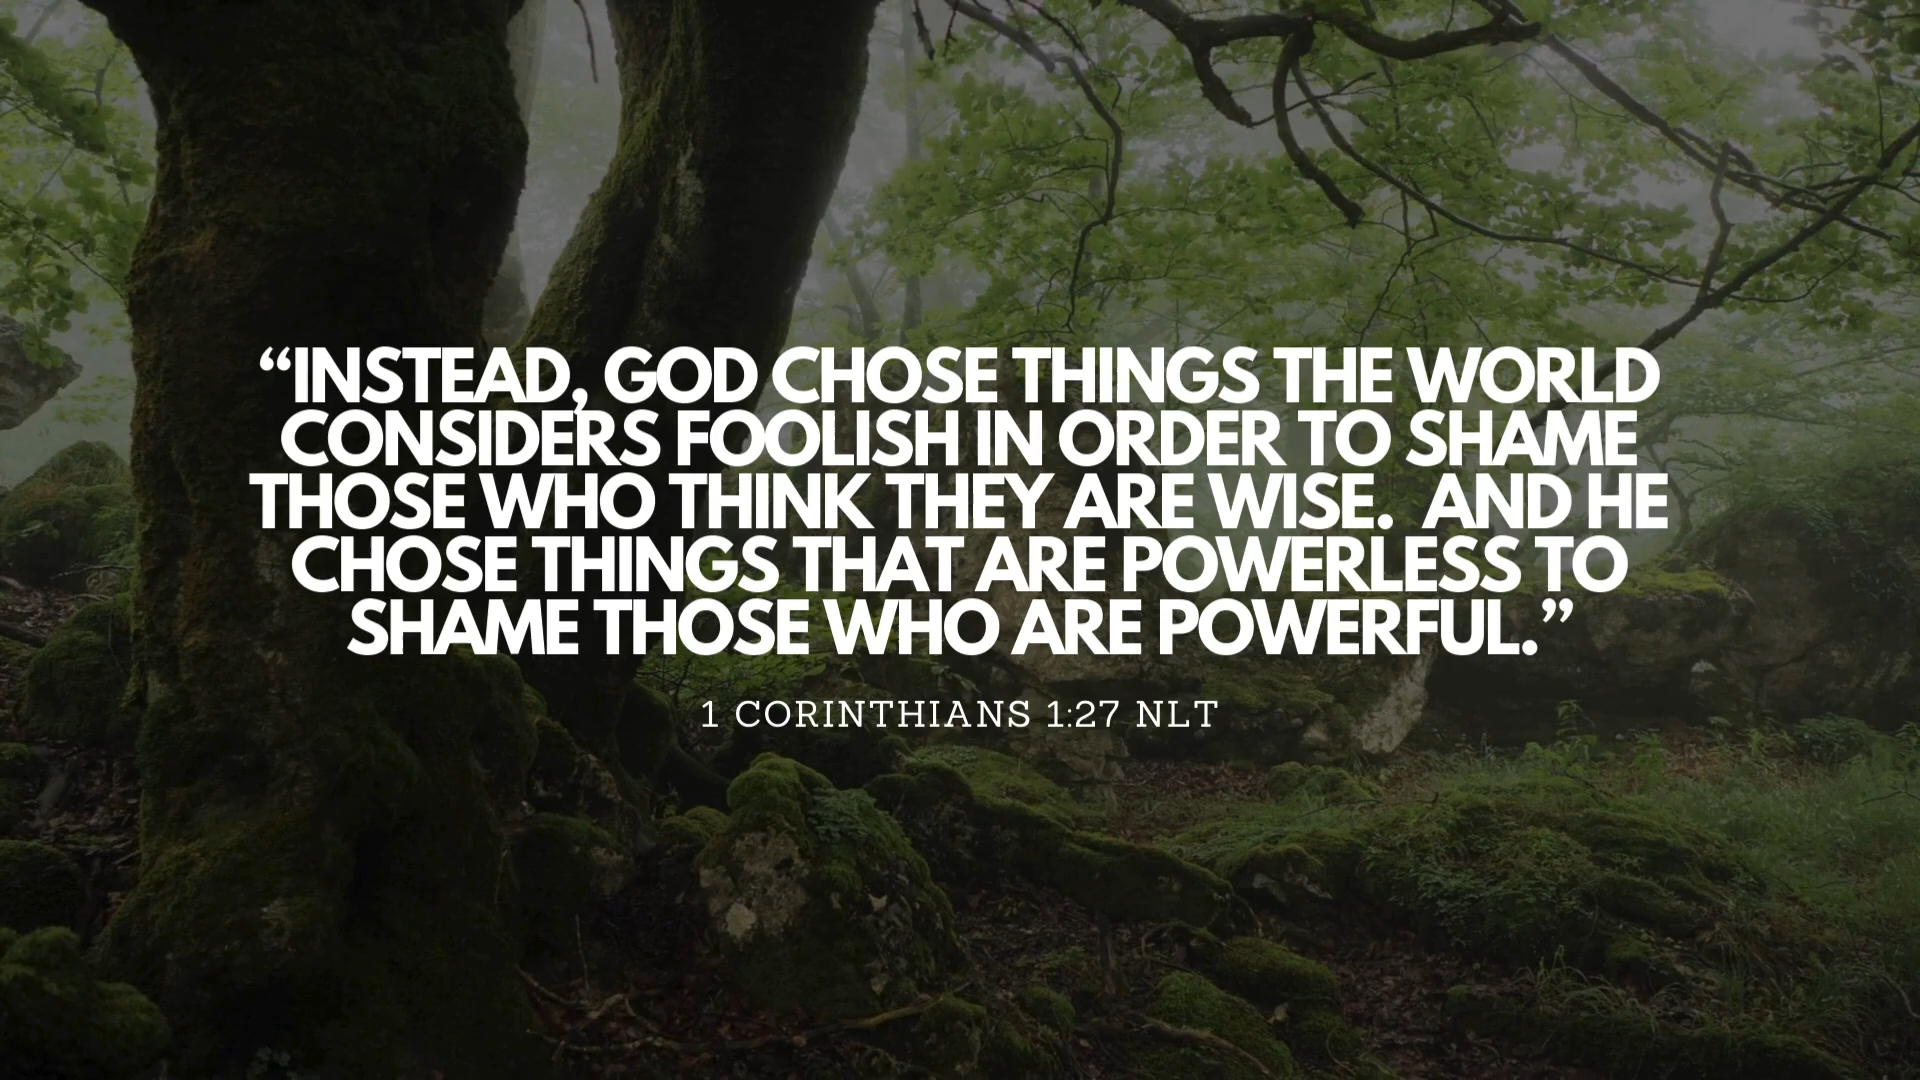 “INSTEAD, GOD CHOSE THINGS THE WORLD
CONSIDERS FOOLISH IN ORDER TO SHAME
THOSE WHO THINK THEY ARE WISE.  AND HE
CHOSE THINGS THAT ARE POWERLESS TO
SHAME THOSE WHO ARE POWERFUL.”
1 CORINTHIANS 1:27 NLT